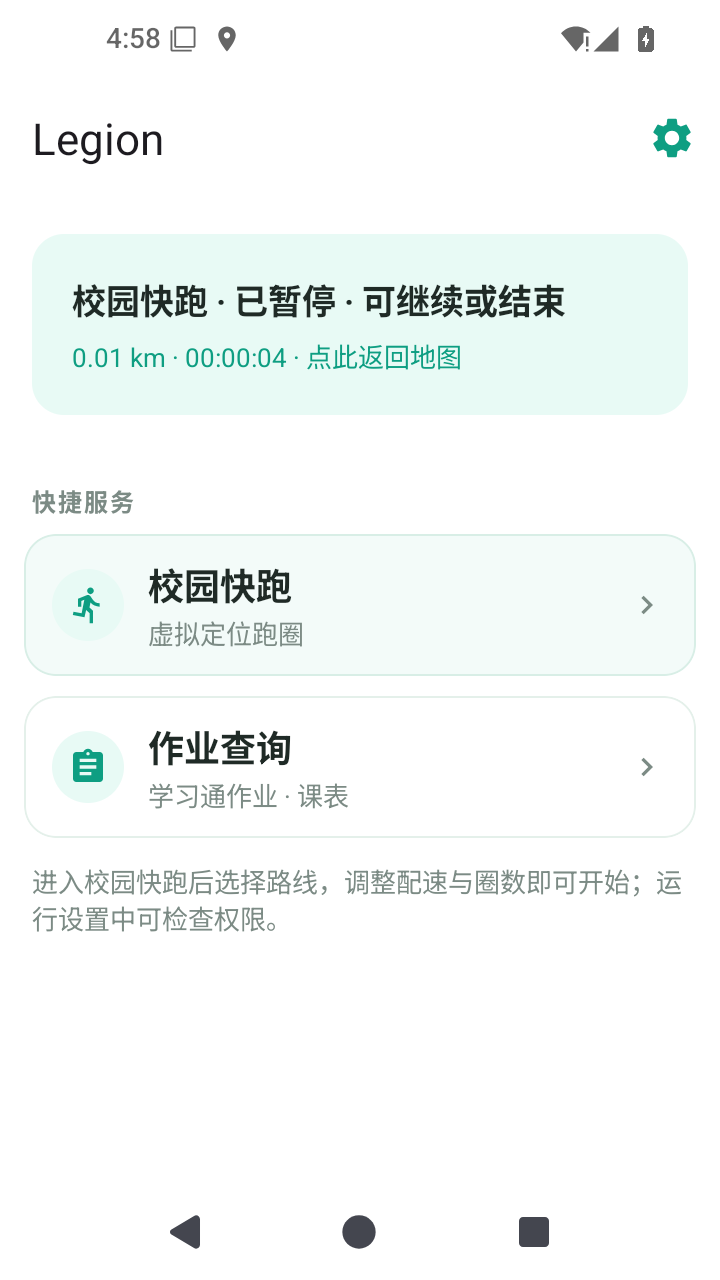 4:58
Legion
校园快跑 · 已暂停 · 可继续或结束
0.01 km · 00:00:04 · 点此返回地图
快捷服务
校园快跑
虚拟定位跑圈
作业查询
学习通作业 · 课表
进入校园快跑后选择路线，调整配速与圈数即可开始；运
行设置中可检查权限。